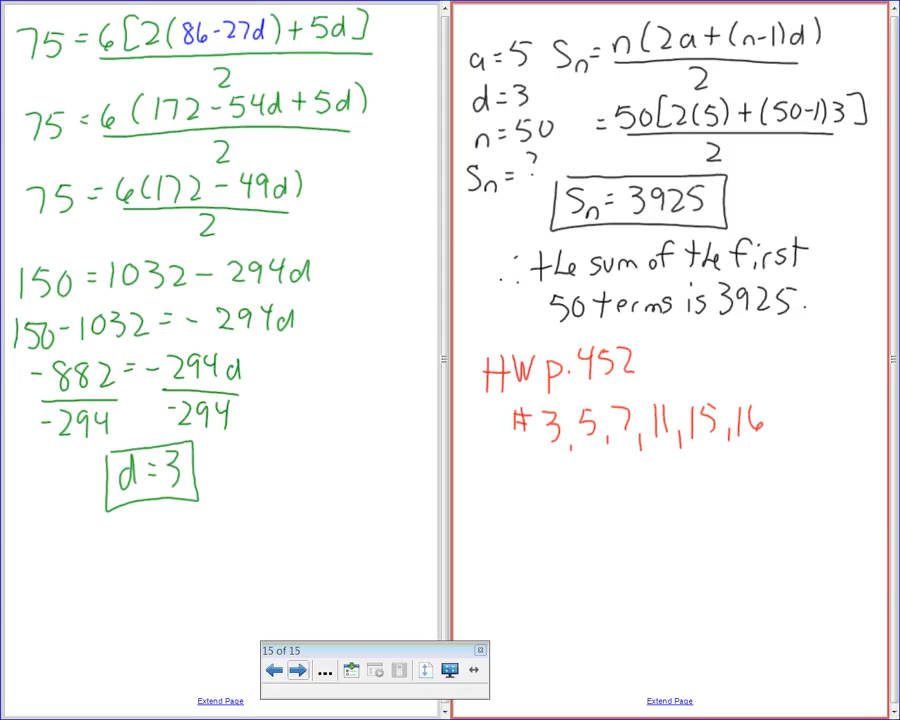 75 = 6[2(86-27d)+5d]
2
75 = 6(172-54d+5d)
2
75 = 6(172-49d)
2
150 = 1032 - 294d
150-1032 = -294d
-882 = -294d
-294 -294
d = 3
a = 5 Sn = n(2a+(n-1)d)
2
d = 3
n = 50 = 50[2(5)+(50-1)3]
2
Sn = ?
Sn = 3925
∴ the sum of the first
50 terms is 3925.
HW p. 452
# 3, 5, 7, 11, 15, 16
15 of 15
Extend Page
Extend Page